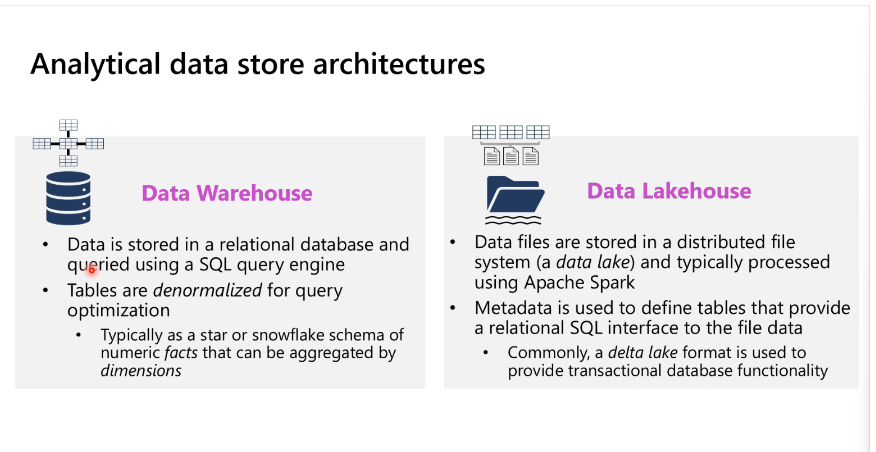 Analytical data store architectures
Data Warehouse
• Data is stored in a relational database and
queried using a SQL query engine
• Tables are denormalized for query
optimization
• Typically as a star or snowflake schema of
numeric facts that can be aggregated by
dimensions
Data Lakehouse
• Data files are stored in a distributed file
system (a data lake) and typically processed
using Apache Spark
• Metadata is used to define tables that provide
a relational SQL interface to the file data
• Commonly, a delta lake format is used to
provide transactional database functionality